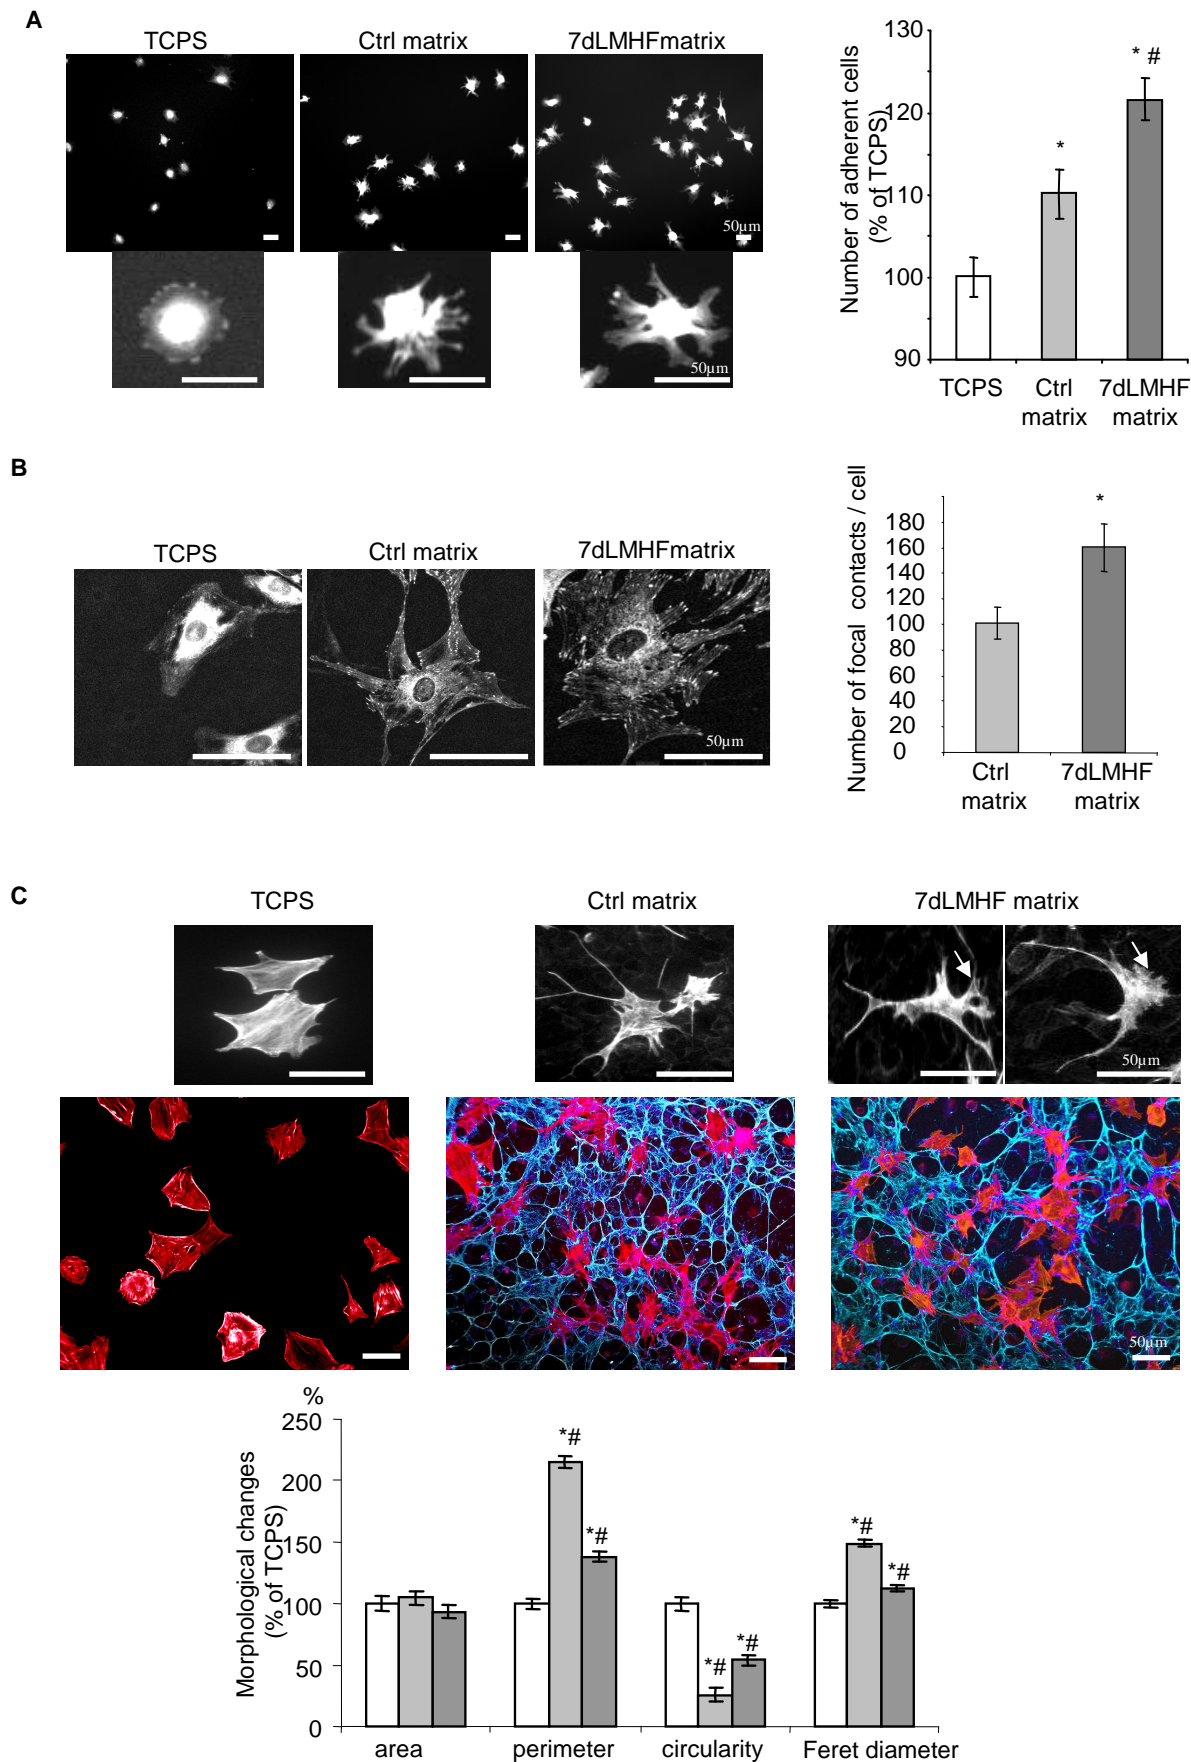 A
TCPS
Ctrl matrix
7dLMHFmatrix
50µm
50µm
Number of adherent cells
(% of TCPS)
130
120
110
100
90
*
* #
TCPS
Ctrl
matrix
7dLMHF
matrix
B
TCPS
Ctrl matrix
7dLMHFmatrix
50µm
Number of focal contacts / cell
180
160
140
120
100
80
60
40
20
0
*
Ctrl
matrix
7dLMHF
matrix
C
TCPS
Ctrl matrix
7dLMHF matrix
50µm
50µm
%
Morphological changes
(% of TCPS)
250
200
150
100
50
0
*#
*#
*#
*#
*#
*#
area
perimeter
circularity
Feret diameter